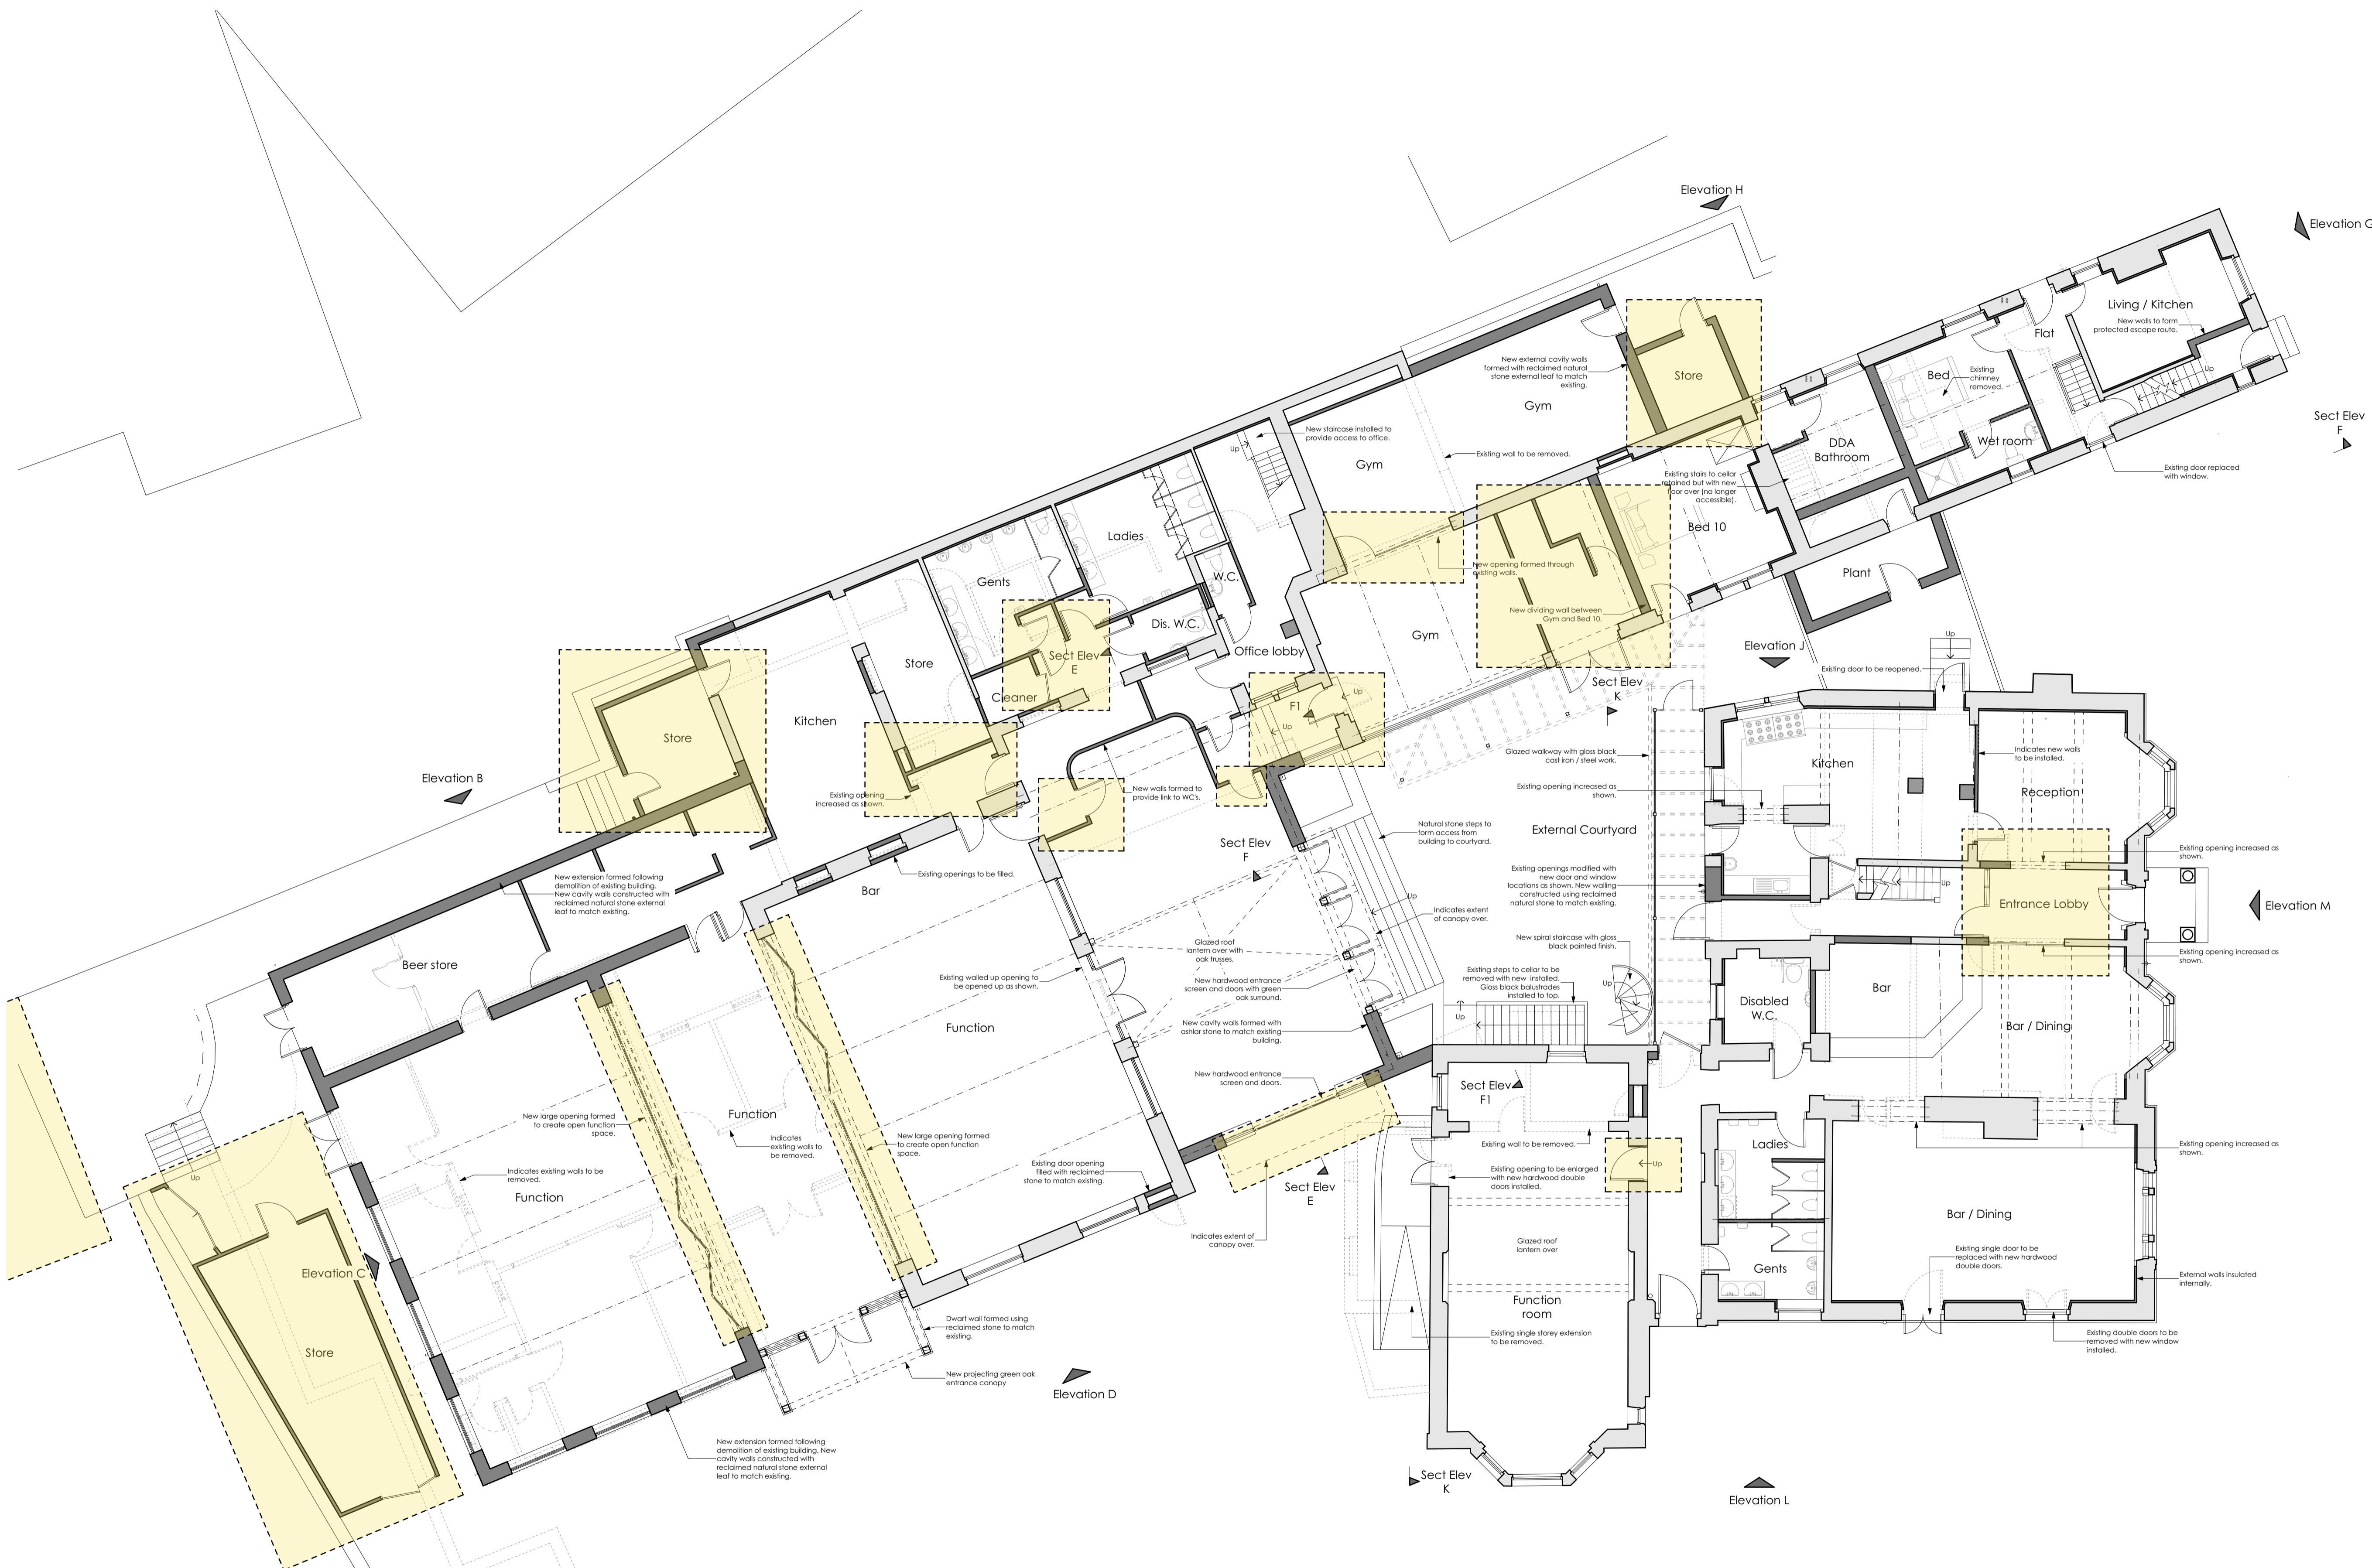 Elevation H
Elevation G
Living / Kitchen
New walls to form
protected escape route.
Flat
Up
Bed
Existing
chimney
removed.
Sect Elev
F
Wet room
DDA
Bathroom
Existing door replaced
with window.
New external cavity walls
formed with reclaimed natural
stone external leaf to match
existing.
Store
Gym
New staircase installed to
provide access to office.
Up
Existing wall to be removed.
Gym
Existing stairs to cellar
retained but with new
floor over (no longer
accessible).
Bed 10
Ladies
New opening formed through
existing walls.
Plant
Gents
W.C.
New dividing wall between
Gym and Bed 10.
Dis. W.C.
Gym
Up
Elevation J
Existing door to be reopened.
Office lobby
Sect Elev
E
Store
Cleaner
Sect Elev
K
F1
Up
Up
Kitchen
Store
Elevation B
Glazed walkway with gloss black
cast iron / steel work.
Kitchen
Indicates new walls
to be installed.
Reception
Existing opening
increased as shown.
New walls formed to
provide link to WC's.
Existing opening increased as
shown.
Natural stone steps to
form access from
building to courtyard.
External Courtyard
Sect Elev
F
Existing opening increased as
shown.
New extension formed following
demolition of existing building.
New cavity walls constructed with
reclaimed natural stone external
leaf to match existing.
Existing openings to be filled.
Bar
Existing openings modified with
new door and window
locations as shown. New walling
constructed using reclaimed
natural stone to match existing.
Up
Entrance Lobby
Elevation M
Up
Indicates extent
of canopy over.
Glazed roof
lantern over with
oak trusses.
New spiral staircase with gloss
black painted finish.
Existing opening increased as
shown.
Beer store
Existing walled up opening to
be opened up as shown.
New hardwood entrance
screen and doors with green
oak surround.
Existing steps to cellar to be
removed with new installed.
Gloss black balustrades
installed to top.
Up
Up
Disabled
W.C.
Bar
Bar / Dining
Function
New cavity walls formed with
ashlar stone to match existing
building.
New hardwood entrance
screen and doors.
Sect Elev
F1
New large opening formed
to create open function
space.
Function
Indicates
existing walls to
be removed.
New large opening formed
to create open function
space.
Existing wall to be removed.
Ladies
Existing opening increased as
shown.
Up
Indicates existing walls to be
removed.
Function
Existing door opening
filled with reclaimed
stone to match existing.
Sect Elev
E
Existing opening to be enlarged
with new hardwood double
doors installed.
Up
Bar / Dining
Indicates extent of
canopy over.
Glazed roof
lantern over
Existing single door to be
replaced with new hardwood
double doors.
Elevation C
Gents
External walls insulated
internally.
Function
room
Store
Dwarf wall formed using
reclaimed stone to match
existing.
Existing single storey extension
to be removed.
Existing double doors to be
removed with new window
installed.
New projecting green oak
entrance canopy
Elevation D
New extension formed following
demolition of existing building. New
cavity walls constructed with
reclaimed natural stone external
leaf to match existing.
Sect Elev
K
Elevation L